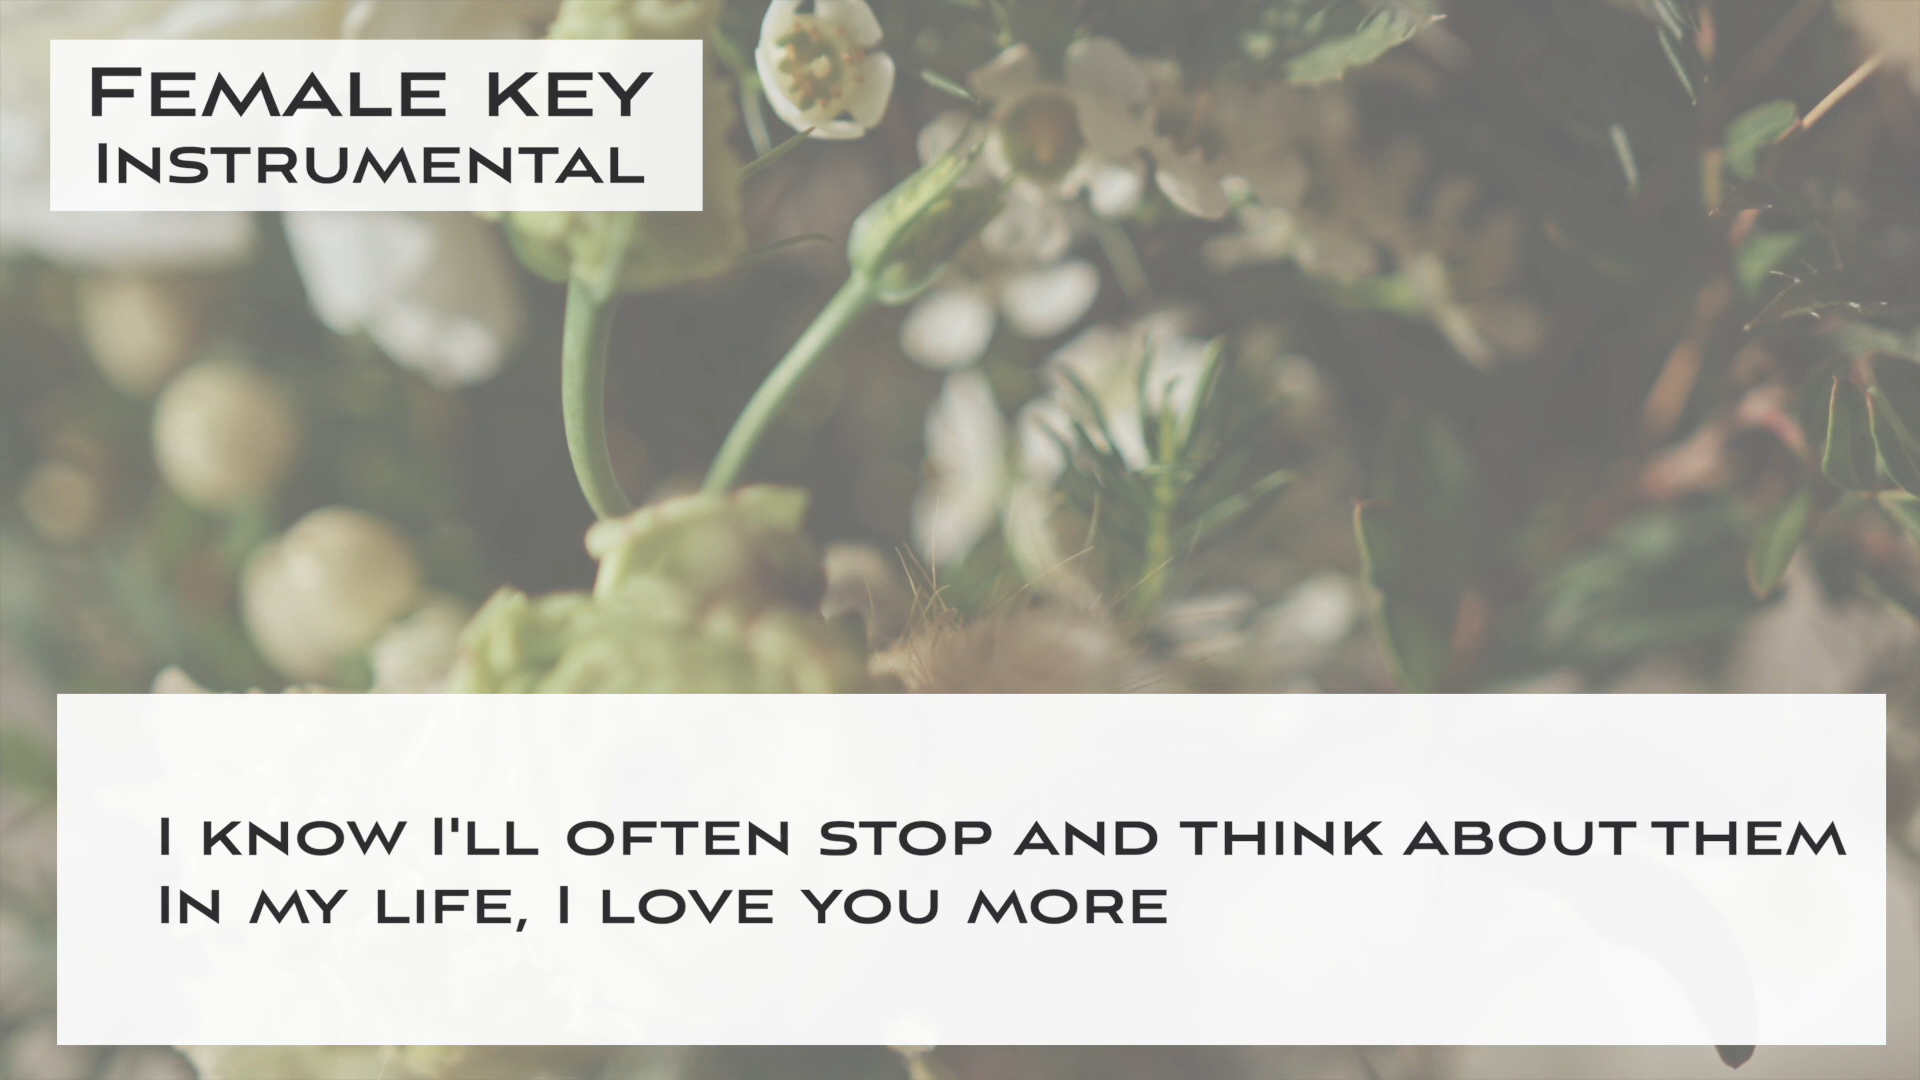 Female key
Instrumental
I know I'll often stop and think about them
In my life, I love you more